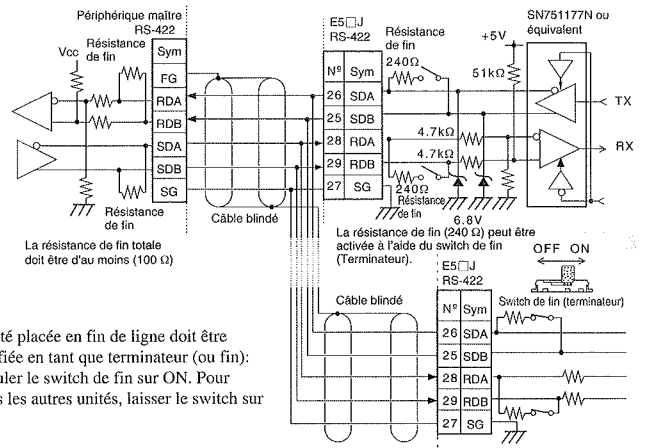 Périphérique maître
RS-422
Résistance
de fin
Vcc
Sym
FG
RDA
RDB
SDA
SDB
SG
Résistance
de fin
La résistance de fin totale
doit être d'au moins (100 Ω)
Câble blindé
E5□J
RS-422
Nº Sym
26 SDA
25 SDB
28 RDA
29 RDB
27 SG
Résistance
de fin
240Ω
4.7kΩ
4.7kΩ
240Ω
Résistance
de fin
6.8V
+5V
51kΩ
SN751177N ou
équivalent
TX
RX
La résistance de fin (240 Ω) peut être
activée à l'aide du switch de fin
(Terminateur).
OFF ON
Switch de fin (terminateur)
E5□J
RS-422
Câble blindé
Nº Sym
26 SDA
25 SDB
28 RDA
29 RDB
27 SG
té placée en fin de ligne doit être
fiée en tant que terminateur (ou fin):
uler le switch de fin sur ON. Pour
s les autres unités, laisser le switch sur